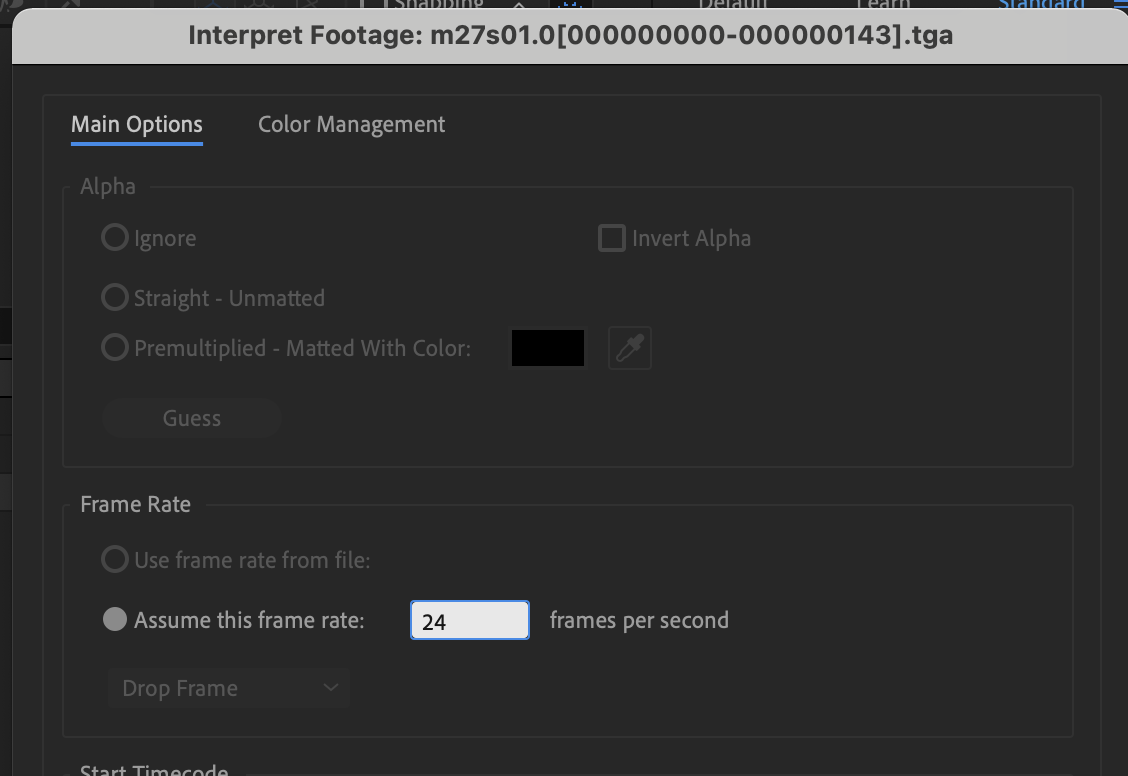 Snapping
Default
Learn
Standard
Interpret Footage: m27s01.0[000000000-000000143].tga
Main Options
Color Management
Alpha
Ignore
Invert Alpha
Straight - Unmatted
Premultiplied - Matted With Color:
Guess
Frame Rate
Use frame rate from file:
Assume this frame rate:
24
frames per second
Drop Frame
Start Timecode